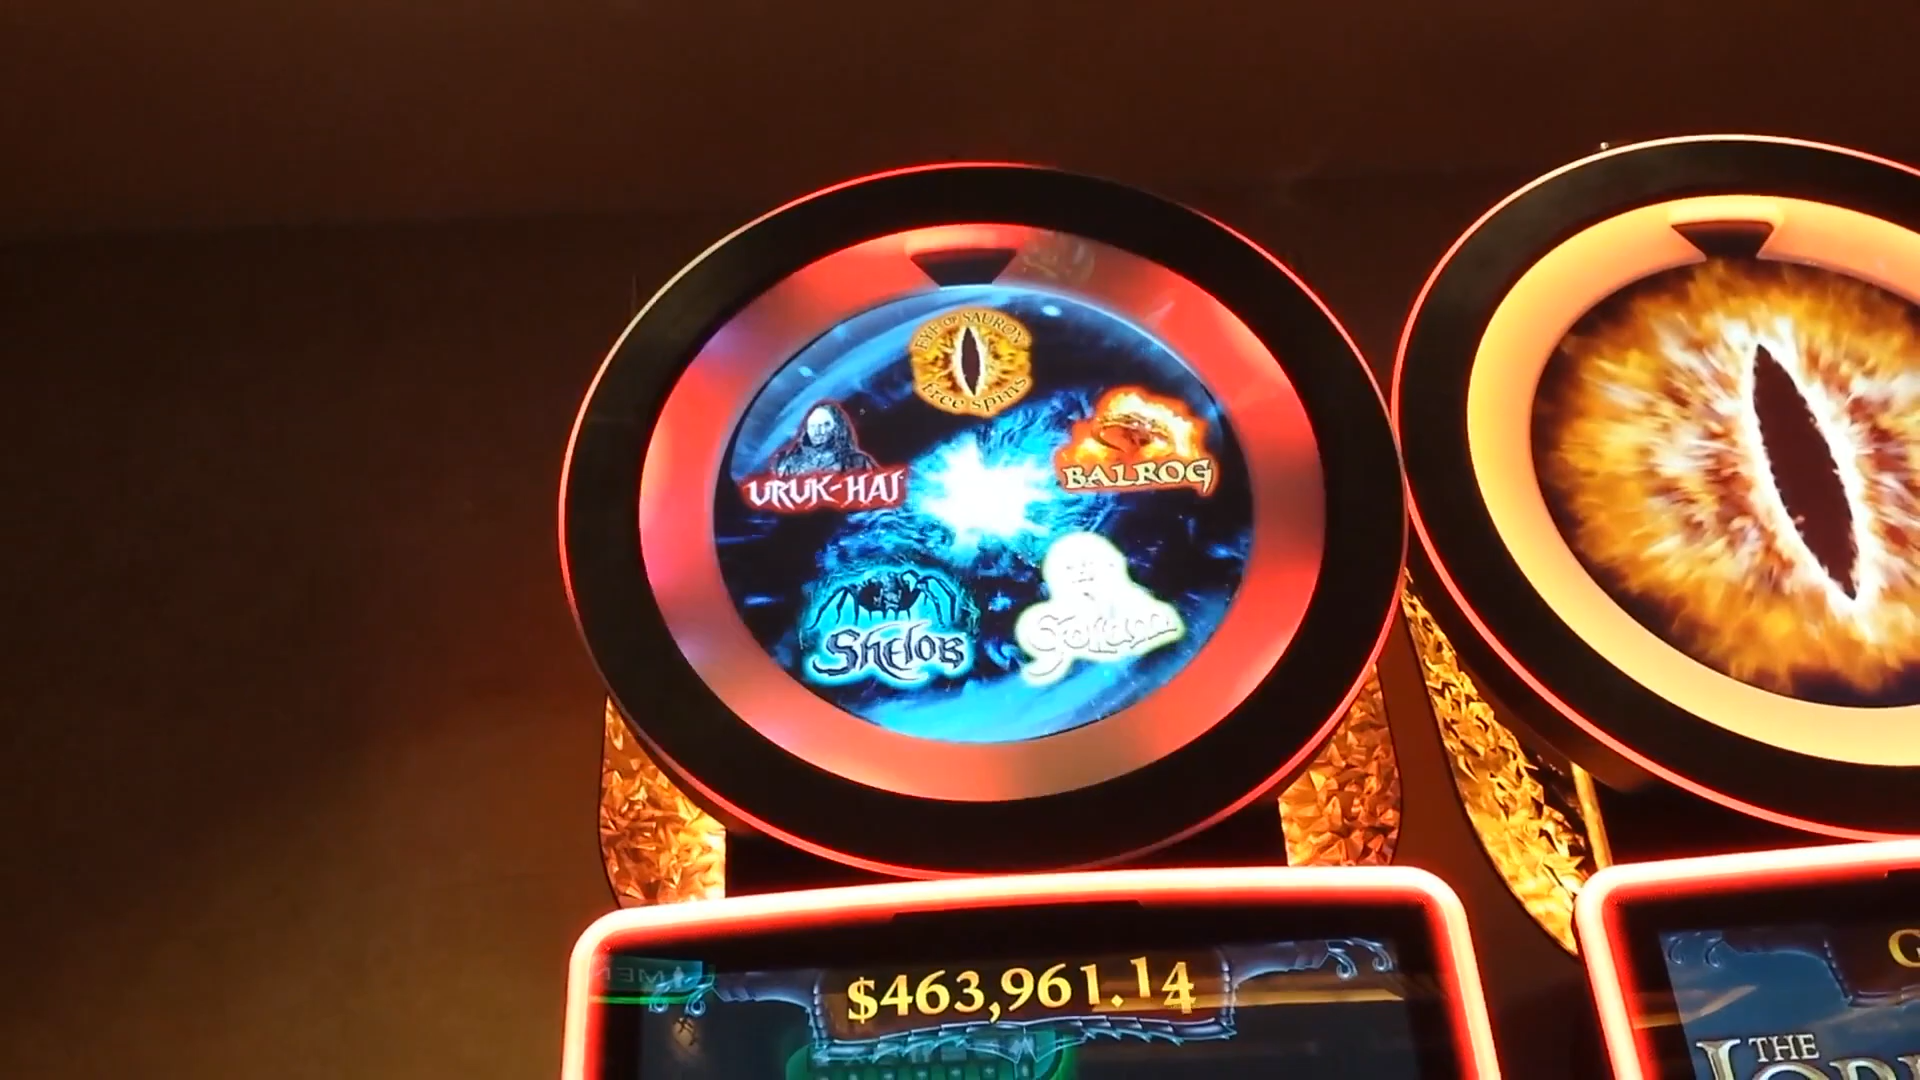 EYE OF SAURON
free spins
URUK-HAI
BALROG
Shelob
Gollum
$463,961.14
THE